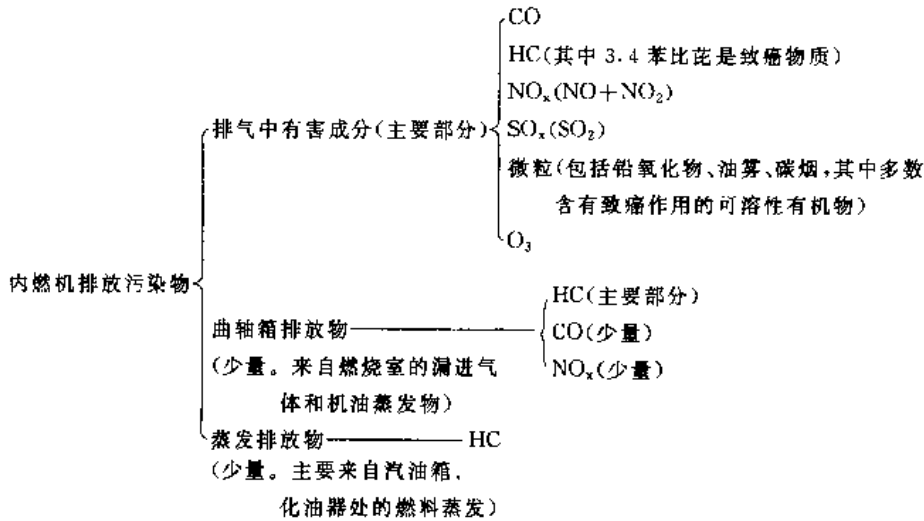 CO
HC(其中 3.4 苯比芘是致癌物质)
NOₓ(NO+NO₂)
排气中有害成分(主要部分)
SOₓ(SO₂)
微粒(包括铅氧化物、油雾、碳烟,其中多数
含有致癌作用的可溶性有机物)
O₃
内燃机排放污染物
HC(主要部分)
曲轴箱排放物
CO(少量)
(少量。来自燃烧室的漏进气
NOₓ(少量)
体和机油蒸发物)
蒸发排放物
HC
(少量。主要来自汽油箱、
化油器处的燃料蒸发)